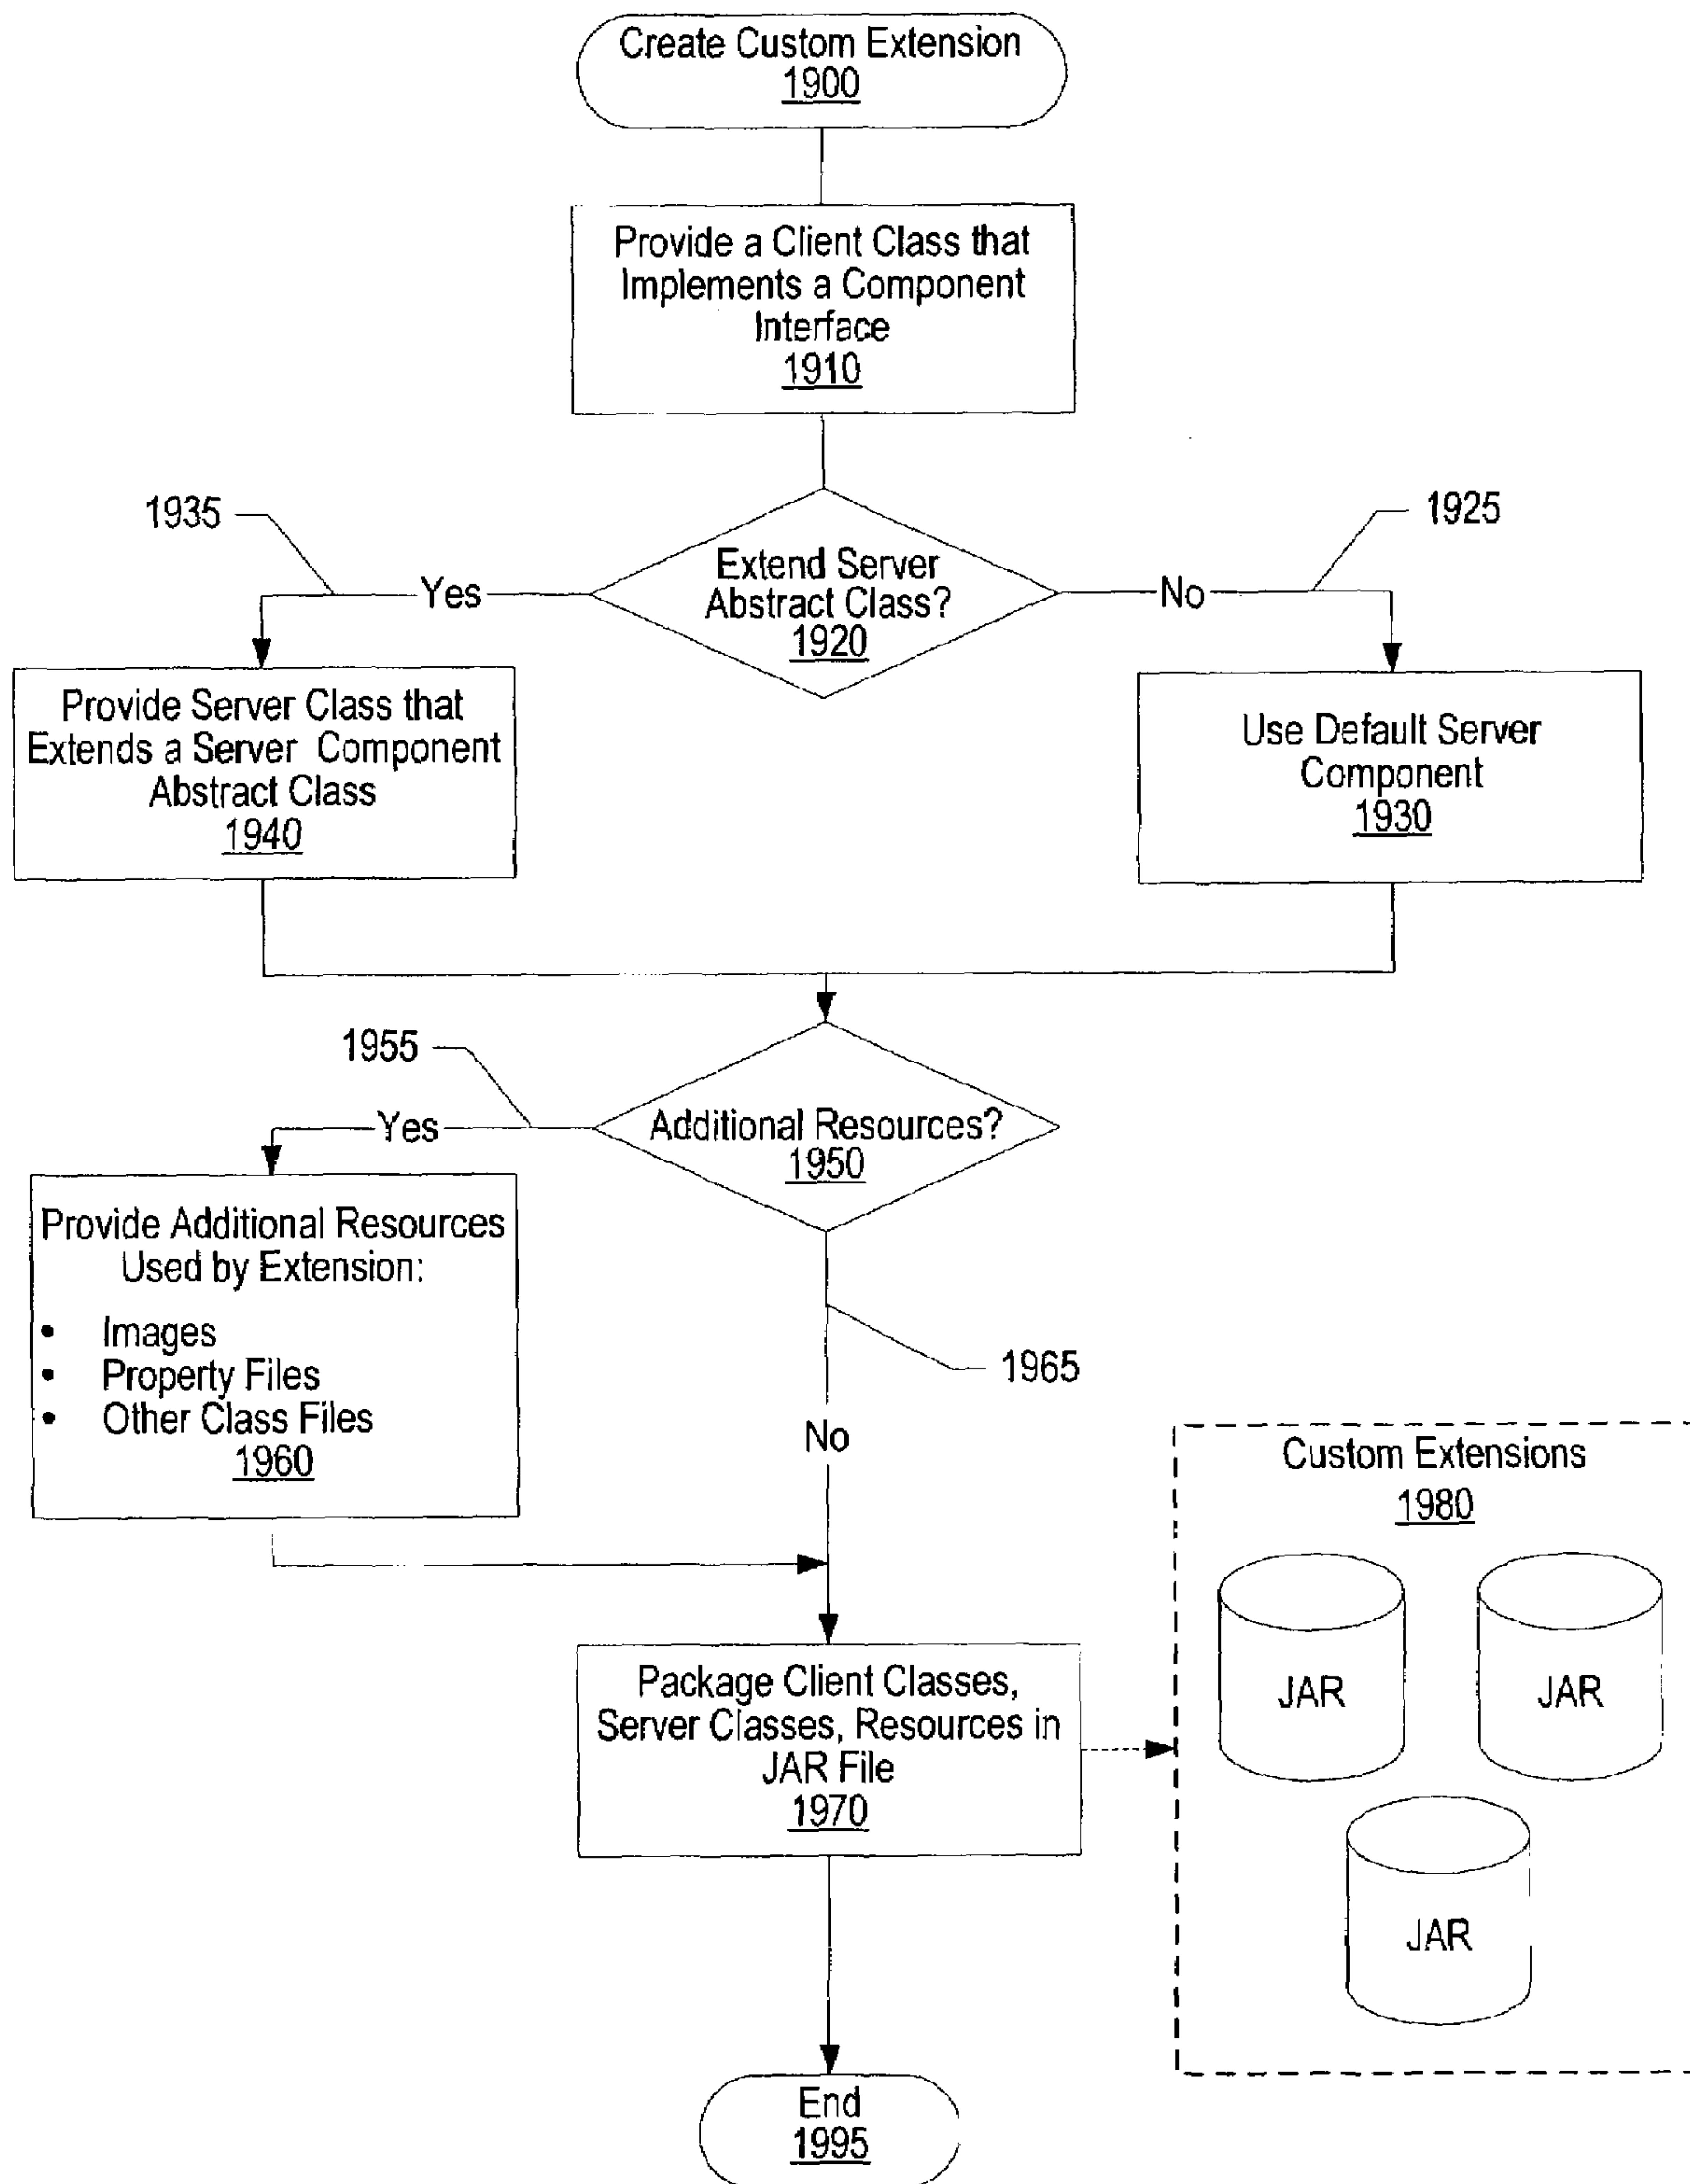 Create Custom Extension
1900
Provide a Client Class that
Implements a Component
Interface
1910
1935
1925
Extend Server
Abstract Class?
1920
Yes
No
Provide Server Class that
Extends a Server Component
Abstract Class
1940
Use Default Server
Component
1930
1955
Yes
Additional Resources?
1950
Provide Additional Resources
Used by Extension:
• Images
• Property Files
• Other Class Files
1960
1965
No
Custom Extensions
1980
JAR
JAR
JAR
Package Client Classes,
Server Classes, Resources in
JAR File
1970
End
1995